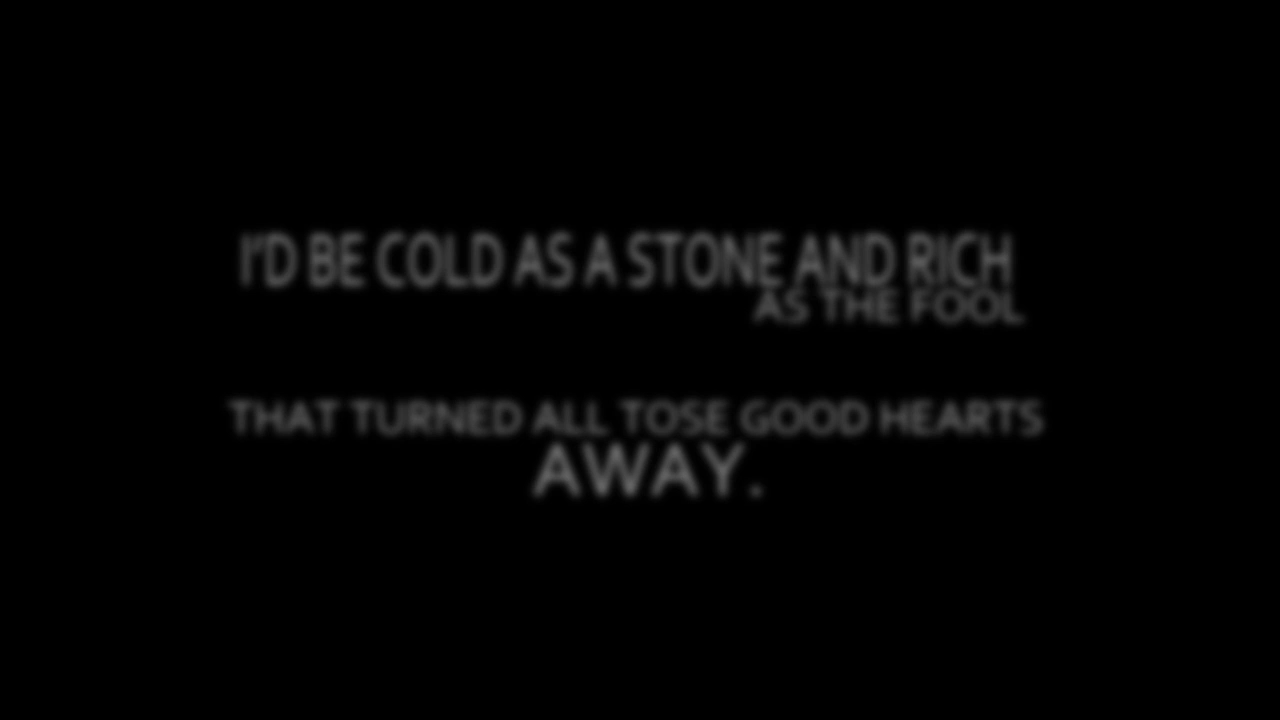 I'D BE COLD AS A STONE AND RICH
AS THE FOOL
THAT TURNED ALL TOSE GOOD HEARTS
AWAY.